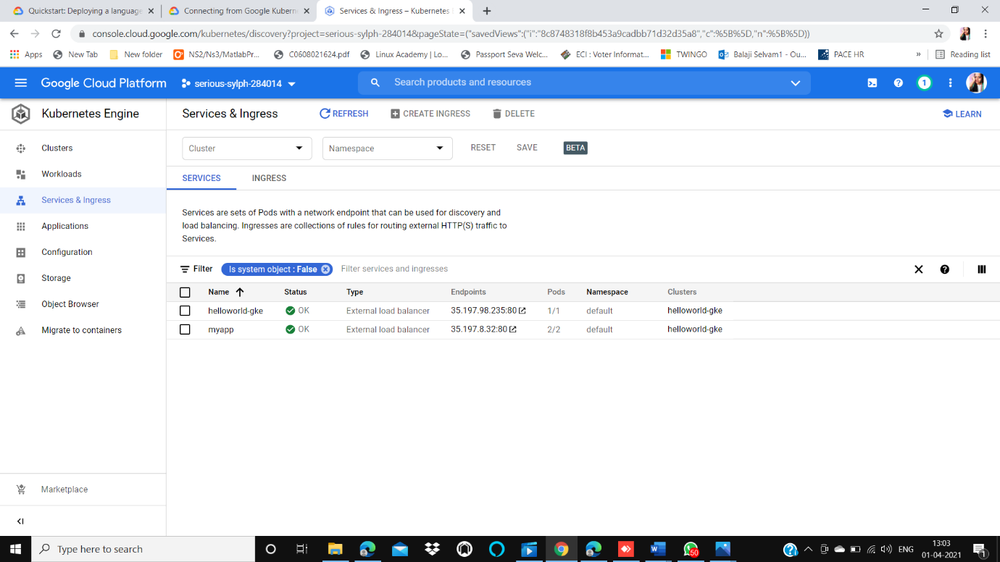 Quickstart: Deploying a language
Connecting from Google Kubern
Services & Ingress – Kubernetes
console.cloud.google.com/kubernetes/discovery?project=serious-sylph-284014&pageState=("savedViews":("i":"8c8748318f8b453a9cadbb71d32d35a8","c":%5B%5D,"n":%5B%5D))
Apps New Tab New folder NS2/Ns3/MatlabPr... C0608021624.pdf Linux Academy | Lo... Passport Seva Welc... ECI : Voter Informat... TWINGO Balaji Selvam1 - Ou... PACE HR » Reading list
Google Cloud Platform serious-sylph-284014 Search products and resources 1
Kubernetes Engine
Services & Ingress REFRESH CREATE INGRESS DELETE LEARN
Clusters
Workloads
Services & Ingress
Applications
Configuration
Storage
Object Browser
Migrate to containers
Marketplace
Cluster Namespace RESET SAVE BETA
SERVICES INGRESS
Services are sets of Pods with a network endpoint that can be used for discovery and
load balancing. Ingresses are collections of rules for routing external HTTP(S) traffic to
Services.
Filter Is system object : False Filter services and ingresses
Name Status Type Endpoints Pods Namespace Clusters
helloworld-gke OK External load balancer 35.197.98.235:80 1/1 default helloworld-gke
myapp OK External load balancer 35.197.8.32:80 2/2 default helloworld-gke
Type here to search
50
ENG
13:03
01-04-2021
1